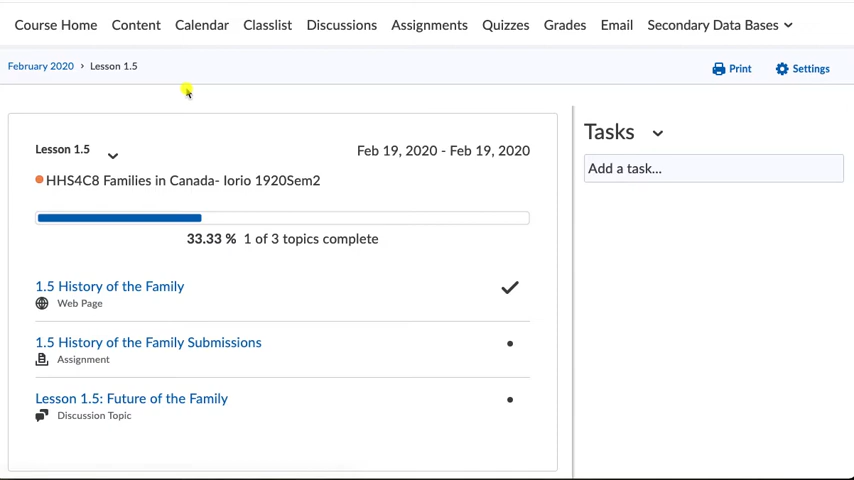 Course Home Content Calendar Classlist Discussions Assignments Quizzes Grades Email Secondary Data Bases
February 2020 › Lesson 1.5
Print Settings
Lesson 1.5
Feb 19, 2020 - Feb 19, 2020
HHS4C8 Families in Canada- Iorio 1920Sem2
33.33 % 1 of 3 topics complete
1.5 History of the Family
Web Page
1.5 History of the Family Submissions
Assignment
Lesson 1.5: Future of the Family
Discussion Topic
Tasks
Add a task...